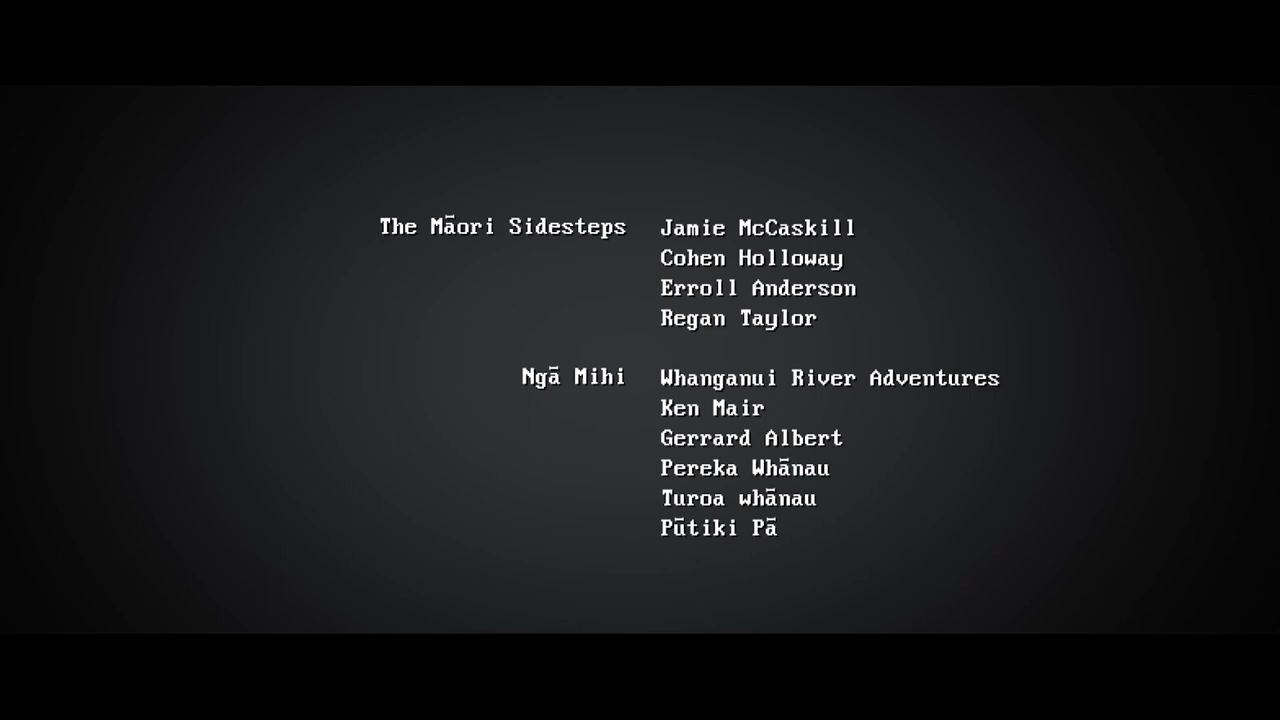 The Māori Sidesteps Jamie McCaskill
Cohen Holloway
Erroll Anderson
Regan Taylor
Ngā Mihi Whanganui River Adventures
Ken Mair
Gerrard Albert
Pereka Whānau
Turoa whānau
Pūtiki Pā